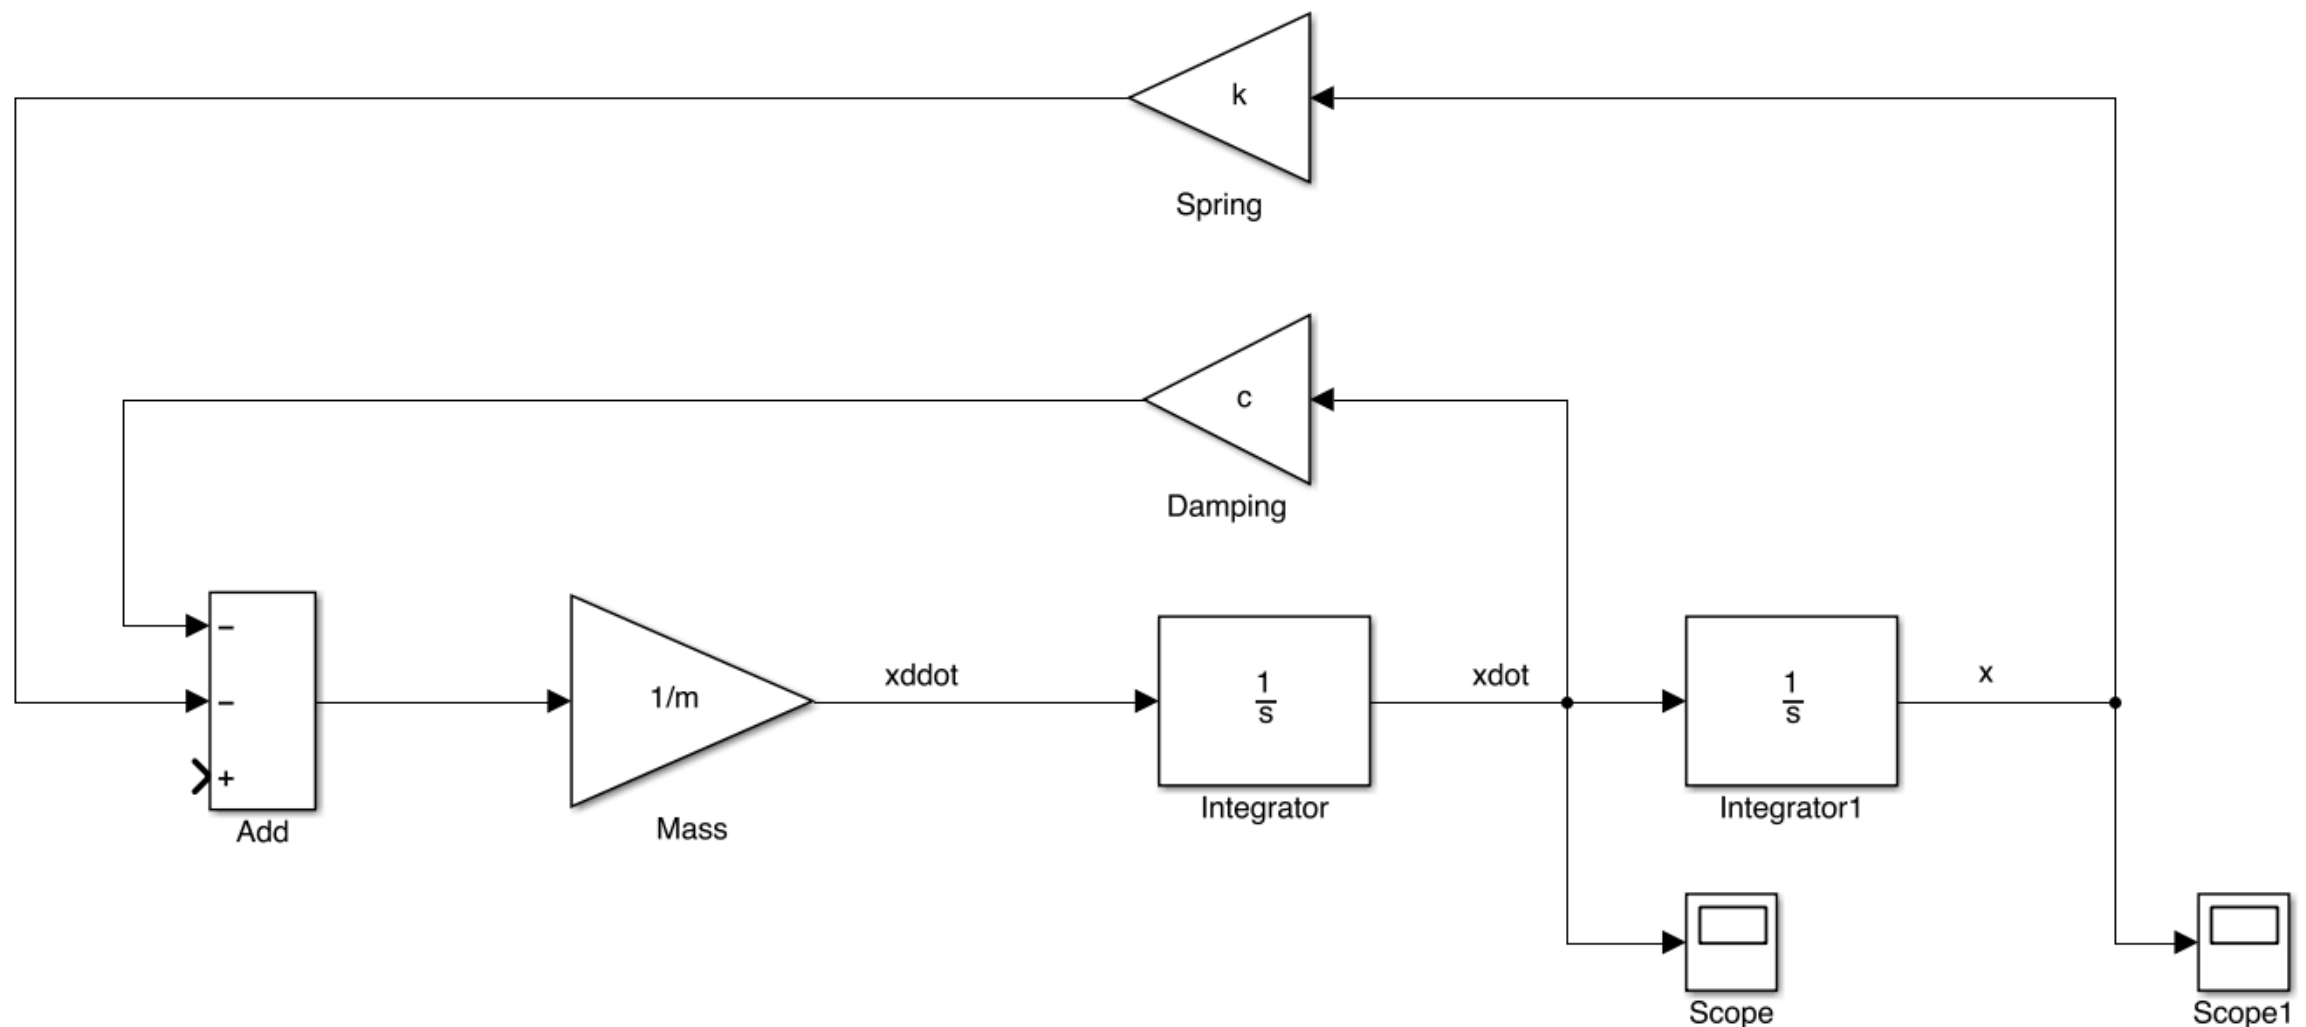 k
Spring
c
Damping
−
−
+
Add
1/m
Mass
xddot
1
s
Integrator
xdot
1
s
Integrator1
x
Scope
Scope1